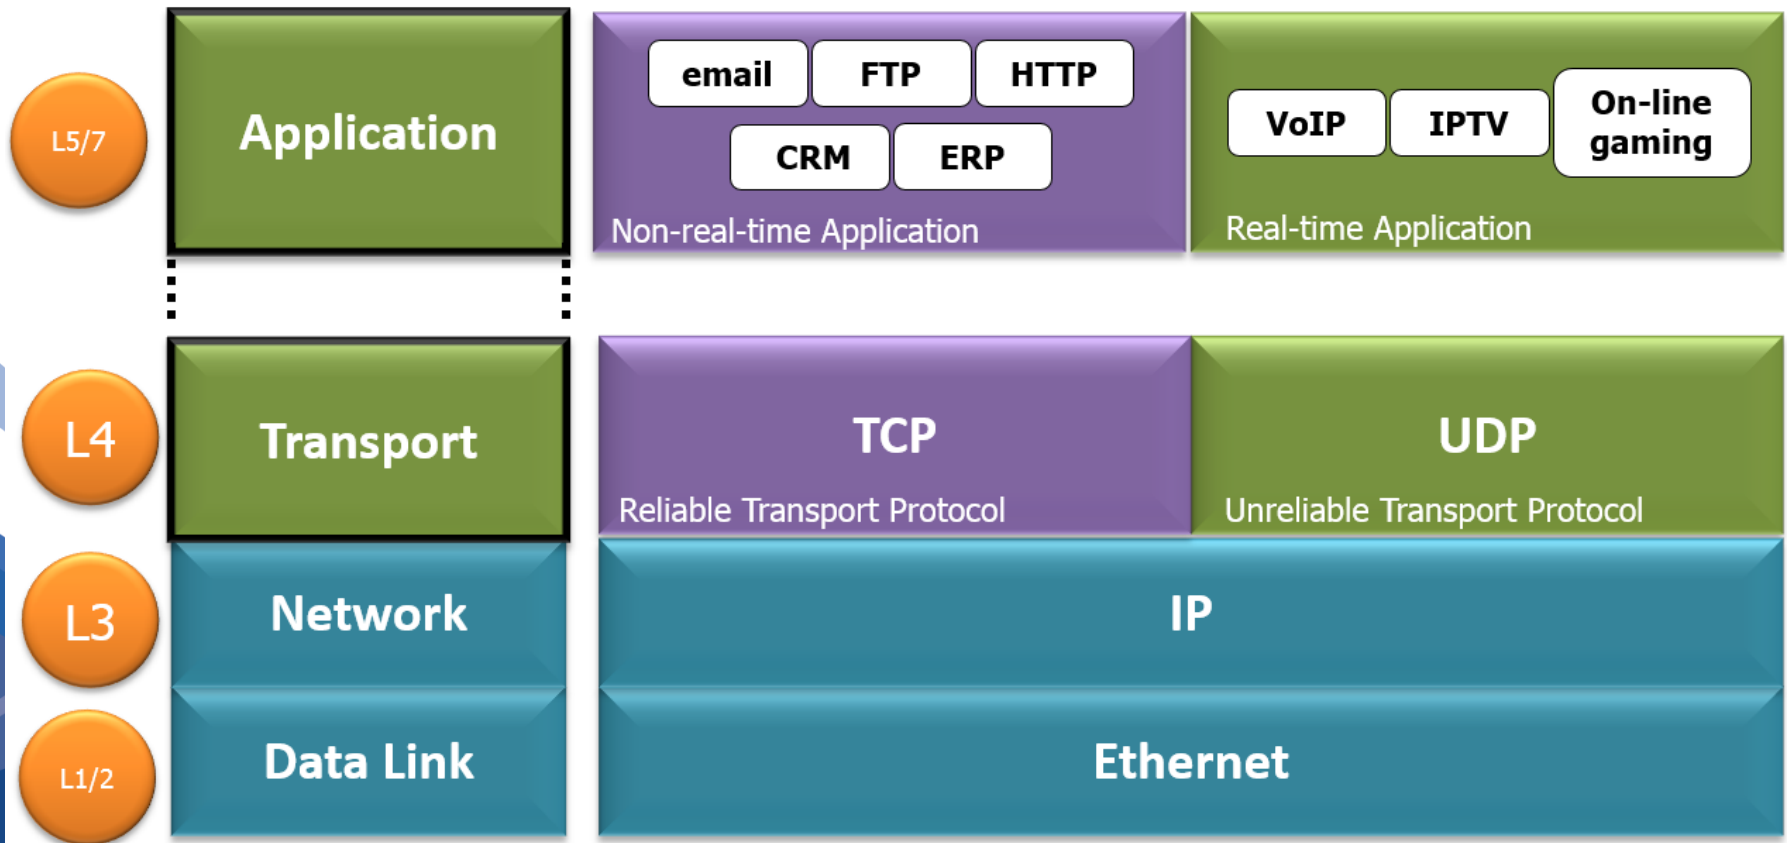 L5/7
Application
email
FTP
HTTP
CRM
ERP
Non-real-time Application
VoIP
IPTV
On-line
gaming
Real-time Application
L4
Transport
TCP
Reliable Transport Protocol
UDP
Unreliable Transport Protocol
L3
Network
IP
L1/2
Data Link
Ethernet